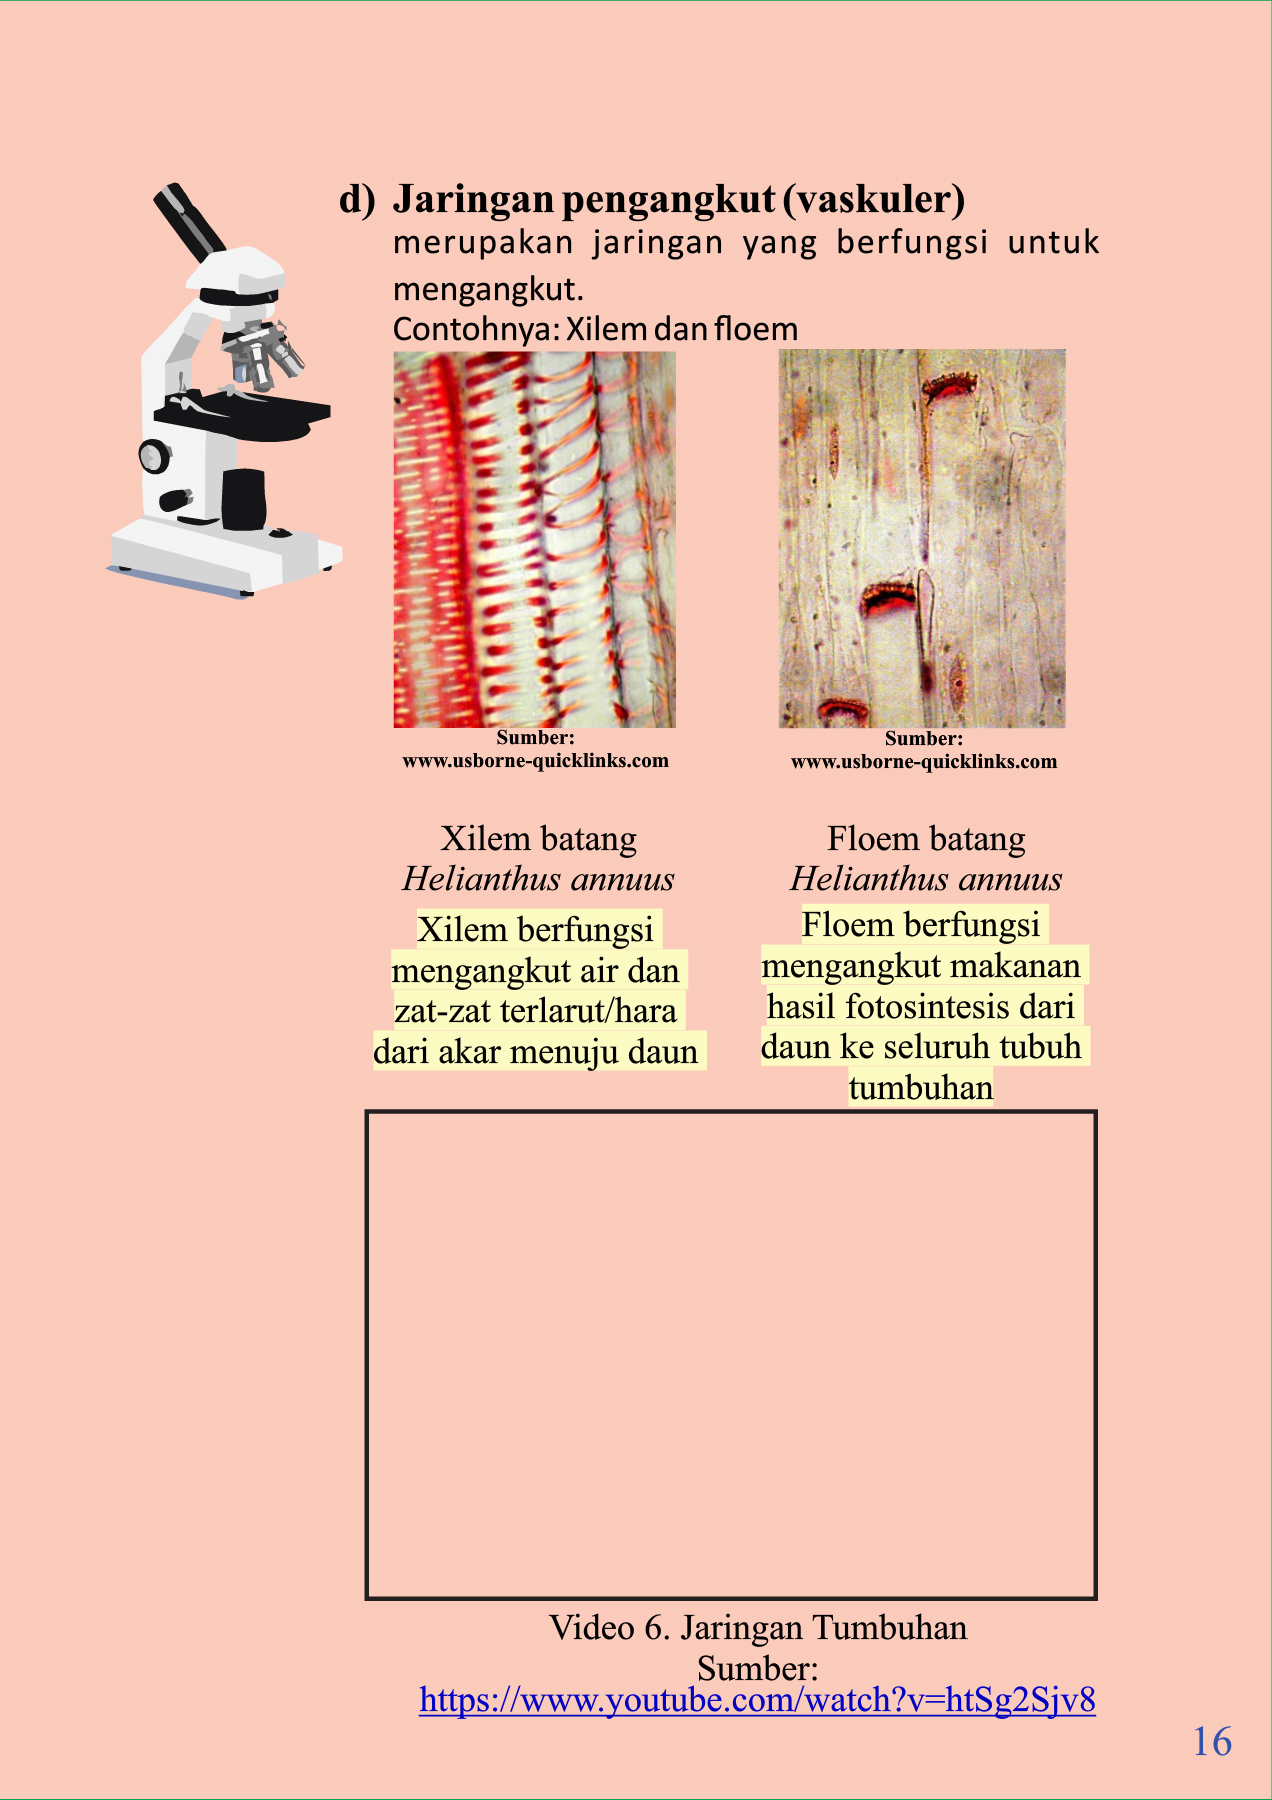 d) Jaringan pengangkut (vaskuler)
merupakan jaringan yang berfungsi untuk
mengangkut.
Contohnya: Xilem dan floem
Sumber:
www.usborne-quicklinks.com
Xilem batang
Helianthus annuus
Xilem berfungsi
mengangkut air dan
zat-zat terlarut/hara
dari akar menuju daun
Sumber:
www.usborne-quicklinks.com
Floem batang
Helianthus annuus
Floem berfungsi
mengangkut makanan
hasil fotosintesis dari
daun ke seluruh tubuh
tumbuhan
Video 6. Jaringan Tumbuhan
Sumber:
https://www.youtube.com/watch?v=htSg2Sjv8
16